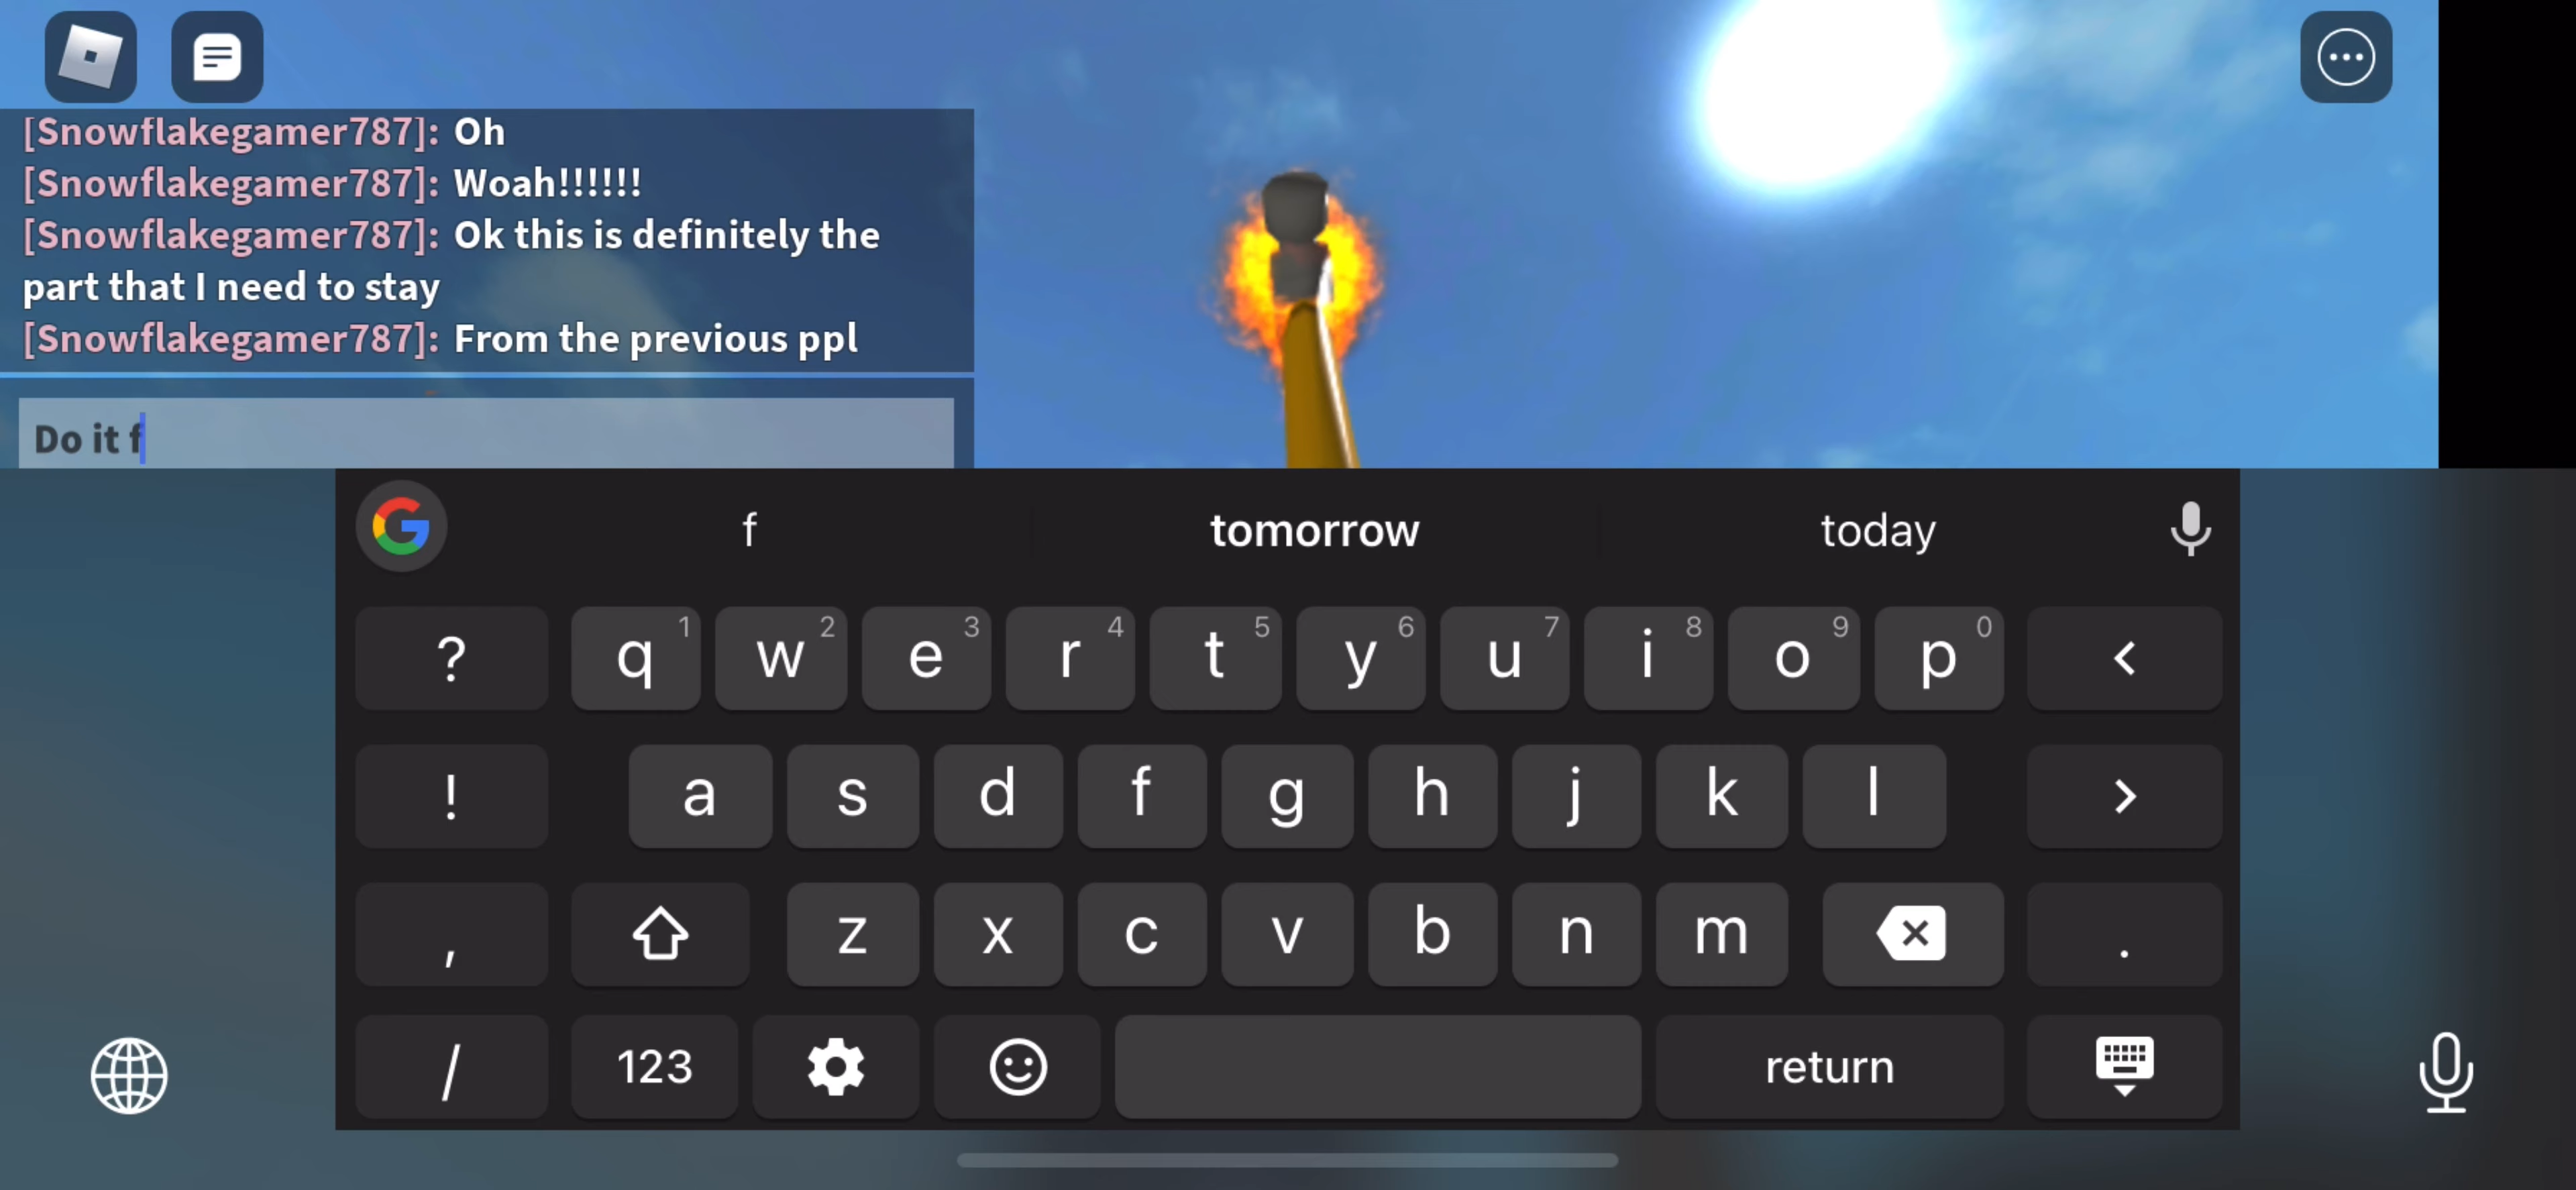 [Snowflakegamer787]: Oh
[Snowflakegamer787]: Woah!!!!!!
[Snowflakegamer787]: Ok this is definitely the
part that I need to stay
[Snowflakegamer787]: From the previous ppl
Do it f
f tomorrow today
? q 1 w 2 e 3 r 4 t 5 y 6 u 7 i 8 o 9 p 0 <
! a s d f g h j k l >
, z x c v b n m .
/ 123 return